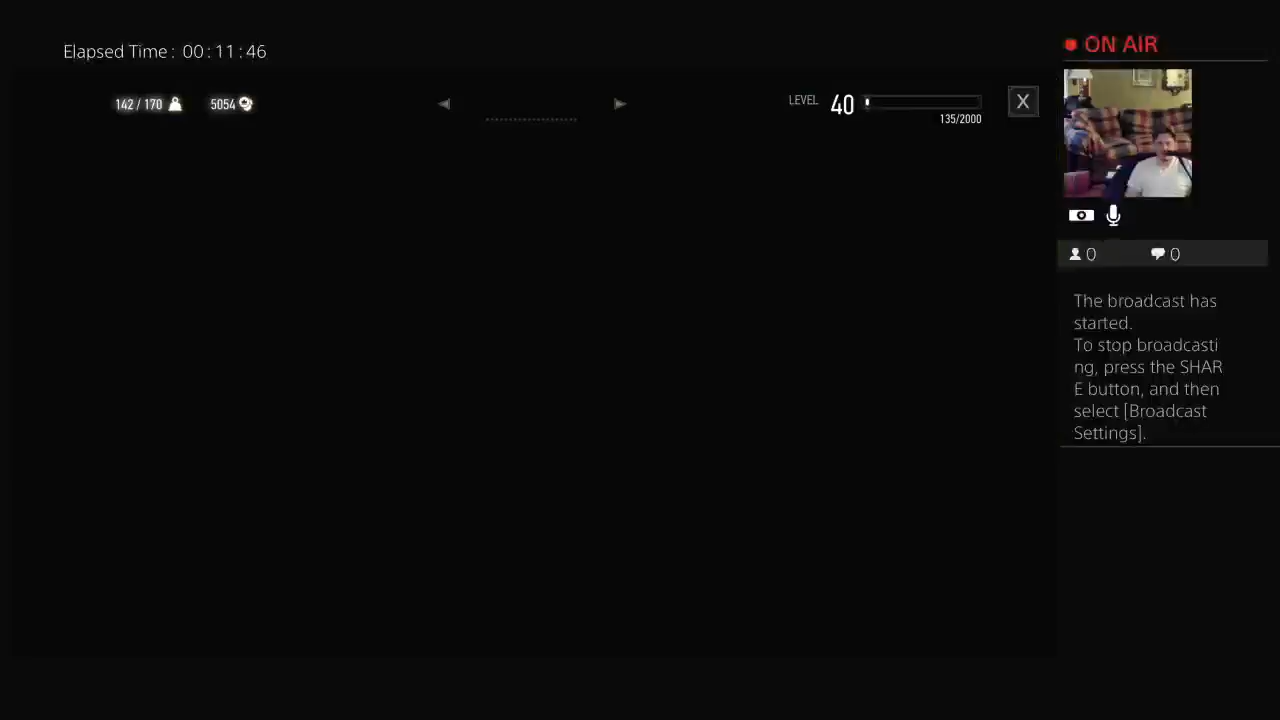 Elapsed Time: 00:11:46
ON AIR
142 / 170
5054
LEVEL 40
135/2000
X
0
0
The broadcast has
started.
To stop broadcasti
ng, press the SHAR
E button, and then
select [Broadcast
Settings].